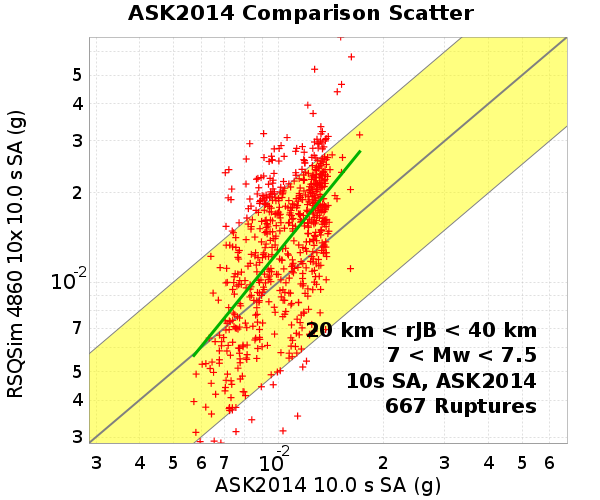 ASK2014 Comparison Scatter
RSQSim 4860 10x 10.0 s SA (g)
5
4
3
2
10-2
7
5
4
3
20 km < rJB < 40 km
7 < Mw < 7.5
10s SA, ASK2014
667 Ruptures
3 4 5 6 7 10-2 2 3 4 5 6
ASK2014 10.0 s SA (g)